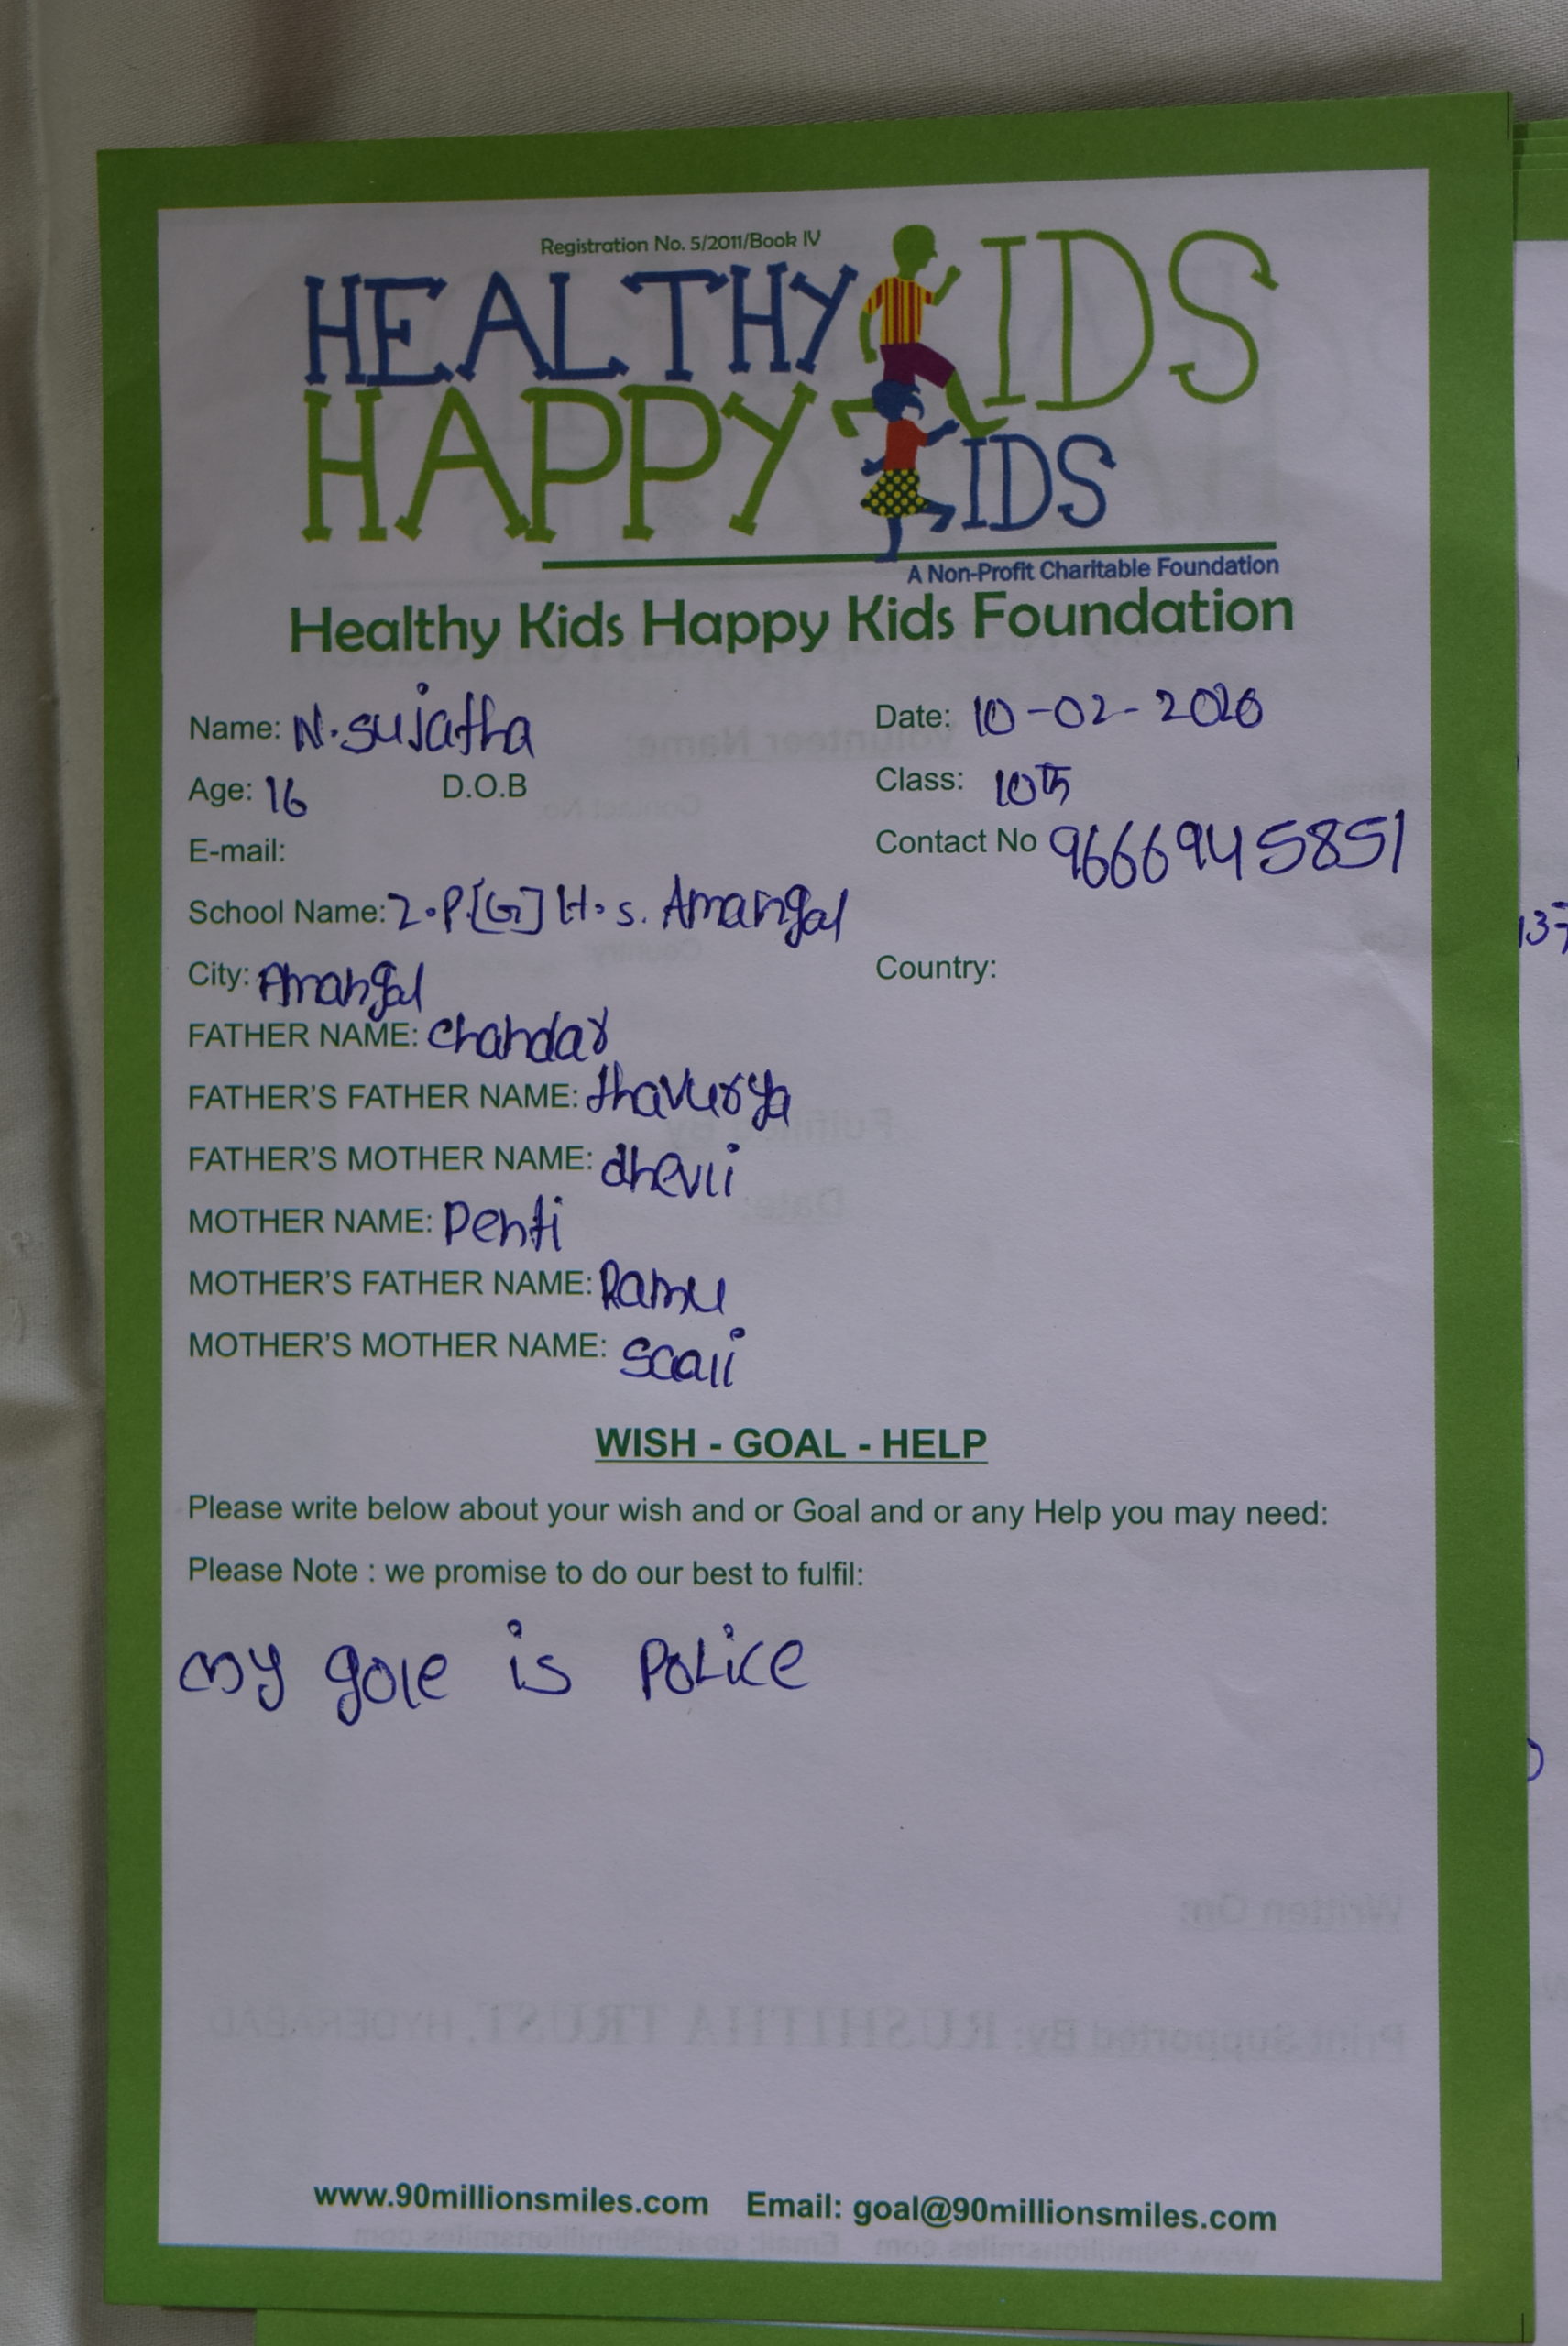 Registration No. 5/2011/Book IV
HEALTHY KIDS
HAPPY KIDS
A Non-Profit Charitable Foundation
Healthy Kids Happy Kids Foundation
Name: N.sujatha Date: 10-02-2026
Age: 16 D.O.B Class: 10th
E-mail: Contact No 9666945851
School Name: Z.P.[G] H.s. Amangal
City: Amangal Country:
FATHER NAME: chandar
FATHER'S FATHER NAME: thavurya
FATHER'S MOTHER NAME: dhevii
MOTHER NAME: Penti
MOTHER'S FATHER NAME: Ramu
MOTHER'S MOTHER NAME:
WISH - GOAL - HELP
Please write below about your wish and or Goal and or any Help you may need:
Please Note : we promise to do our best to fulfil:
my gole is Police
www.90millionsmiles.com Email: goal@90millionsmiles.com